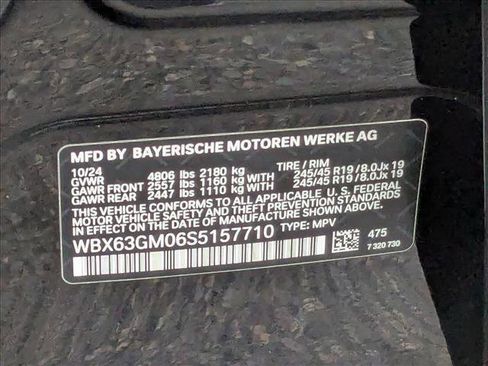 MFD BY BAYERISCHE MOTOREN WERKE AG
10/24 TIRE / RIM
GVWR 4806 lbs 2180 kg
GAWR FRONT 2557 lbs 1160 kg WITH 245/45 R19 / 8.0Jx 19
GAWR REAR 2447 lbs 1110 kg WITH 245/45 R19 / 8.0Jx 19
THIS VEHICLE CONFORMS TO ALL APPLICABLE U. S. FEDERAL
MOTOR VEHICLE SAFETY AND THEFT PREVENTION STANDARDS
IN EFFECT ON THE DATE OF MANUFACTURE SHOWN ABOVE.
WBX63GM06S5157710 TYPE: MPV
475
7 320 730